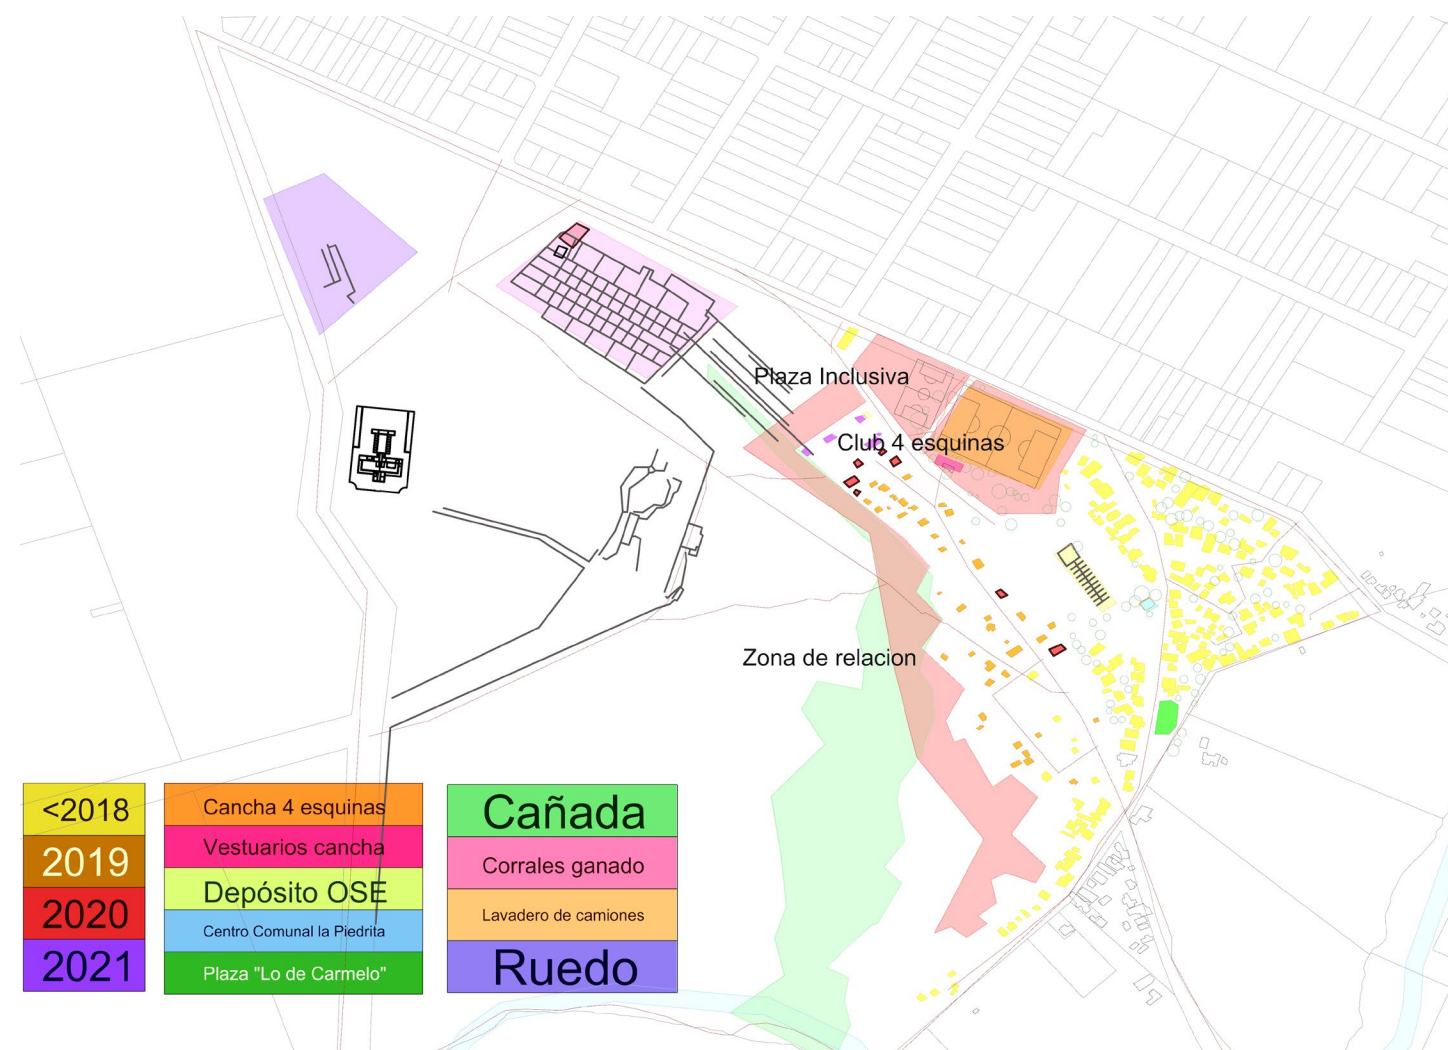 Plaza Inclusiva
Club 4 esquinas
Zona de relacion
<2018
2019
2020
2021
Cancha 4 esquinas
Vestuarios cancha
Depósito OSE
Centro Comunal la Piedrita
Plaza "Lo de Carmelo"
Cañada
Corrales ganado
Lavadero de camiones
Ruedo